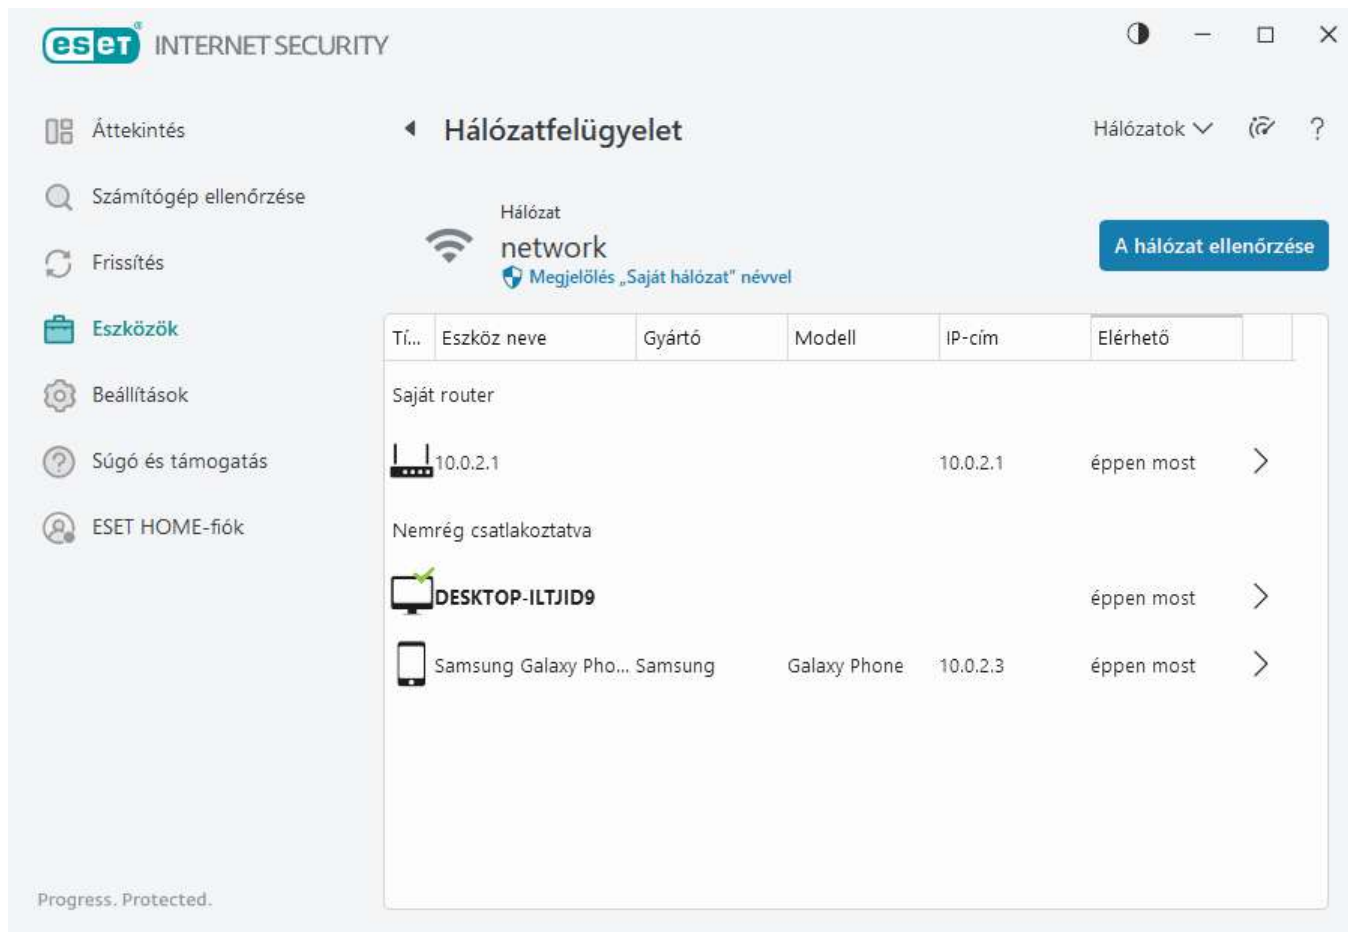 eseT INTERNET SECURITY
Áttekintés
Számítógép ellenőrzése
Frissítés
Eszközök
Beállítások
Súgó és támogatás
ESET HOME-fiók
Progress. Protected.
Hálózatfelügyelet
Hálózatok
?
Hálózat
network
Megjelölés „Saját hálózat” névvel
A hálózat ellenőrzése
Tí... Eszköz neve Gyártó Modell IP-cím Elérhető
Saját router
10.0.2.1 10.0.2.1 éppen most
Nemrég csatlakoztatva
DESKTOP-ILTJID9 éppen most
Samsung Galaxy Pho... Samsung Galaxy Phone 10.0.2.3 éppen most